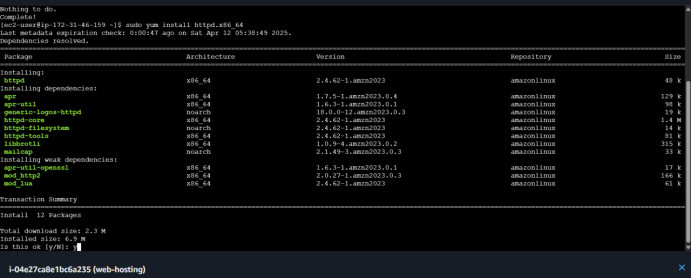 Nothing to do.
Complete!
[ec2-user@ip-172-31-46-159 ~]$ sudo yum install httpd.x86_64
Last metadata expiration check: 0:00:47 ago on Sat Apr 12 05:38:49 2025.
Dependencies resolved.
Package Architecture Version Repository Size
Installing:
httpd x86_64 2.4.62-1.amzn2023 amazonlinux 48 k
Installing dependencies:
apr x86_64 1.7.5-1.amzn2023.0.4 amazonlinux 129 k
apr-util x86_64 1.6.3-1.amzn2023.0.1 amazonlinux 98 k
generic-logos-httpd noarch 18.0.0-12.amzn2023.0.3 amazonlinux 19 k
httpd-core x86_64 2.4.62-1.amzn2023 amazonlinux 1.4 M
httpd-filesystem noarch 2.4.62-1.amzn2023 amazonlinux 14 k
httpd-tools x86_64 2.4.62-1.amzn2023 amazonlinux 81 k
libbrotli x86_64 1.0.9-4.amzn2023.0.2 amazonlinux 315 k
mailcap noarch 2.1.49-3.amzn2023.0.3 amazonlinux 33 k
Installing weak dependencies:
apr-util-openssl x86_64 1.6.3-1.amzn2023.0.1 amazonlinux 17 k
mod_http2 x86_64 2.0.27-1.amzn2023.0.3 amazonlinux 166 k
mod_lua x86_64 2.4.62-1.amzn2023 amazonlinux 61 k
Transaction Summary
Install 12 Packages
Total download size: 2.3 M
Installed size: 6.9 M
Is this ok [y/N]: y
i-04e27ca8e1bc6a235 (web-hosting)